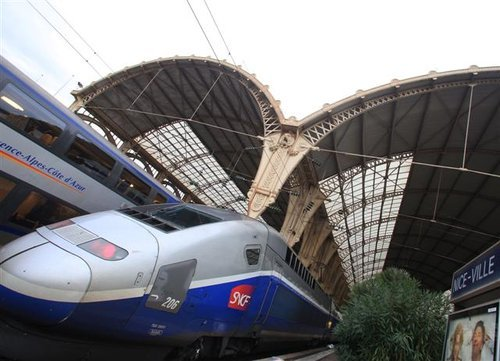 ence-Alpes-Côte d'Azur
206
SNCF
NICE-VILLE